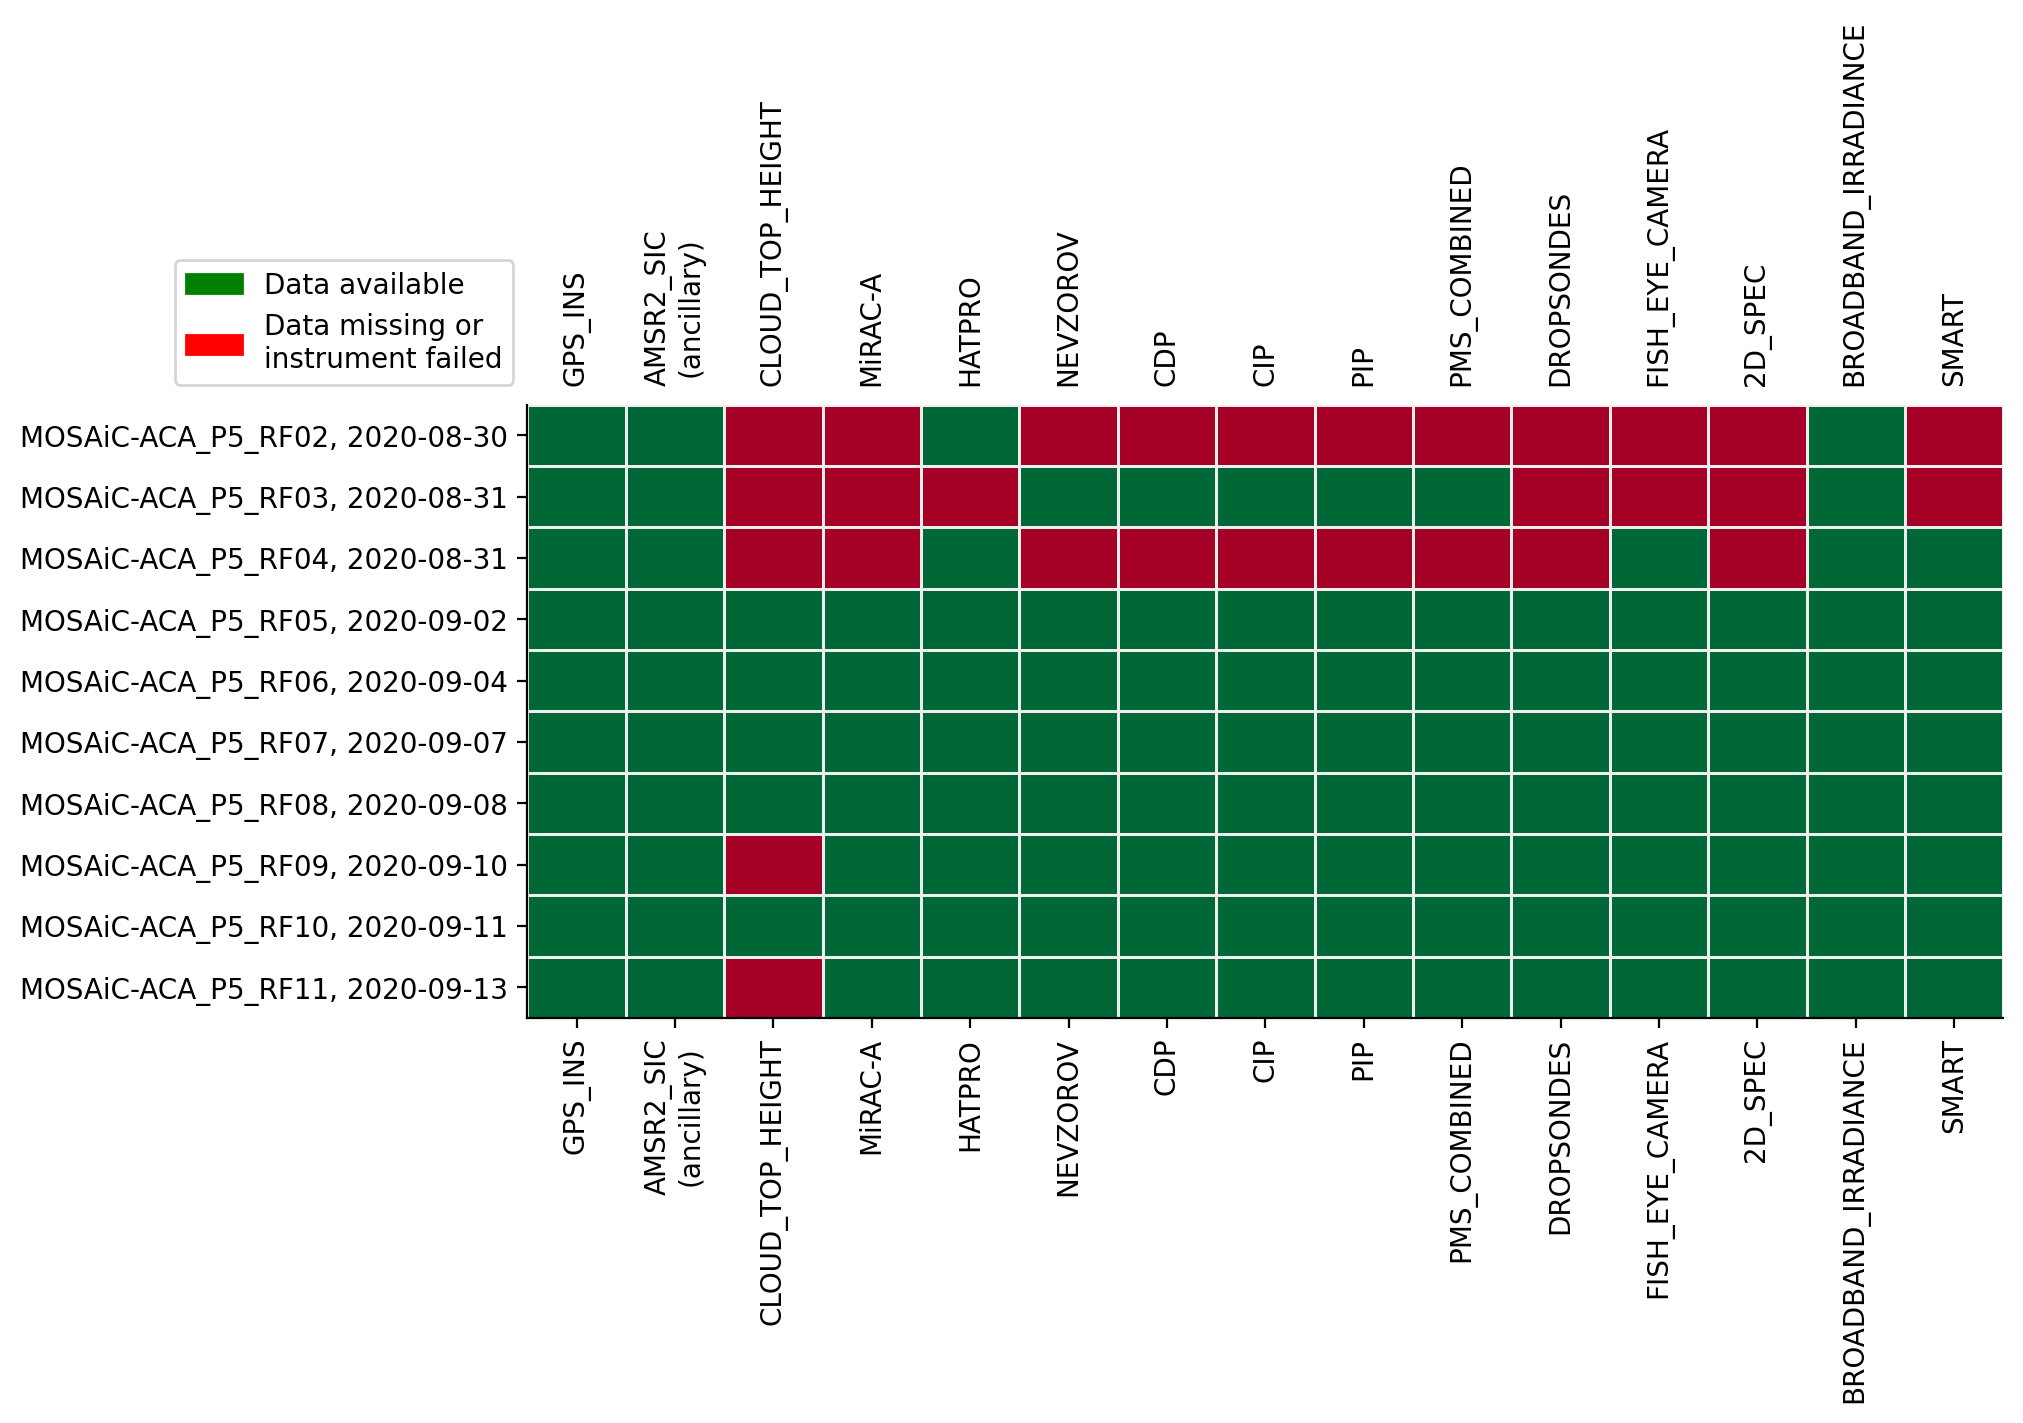 GPS_INS
AMSR2_SIC
(ancillary)
CLOUD_TOP_HEIGHT
MiRAC-A
HATPRO
NEVZOROV
CDP
CIP
PIP
PMS_COMBINED
DROPSONDES
FISH_EYE_CAMERA
2D_SPEC
BROADBAND_IRRADIANCE
SMART
Data available
Data missing or
instrument failed
MOSAiC-ACA_P5_RF02, 2020-08-30
MOSAiC-ACA_P5_RF03, 2020-08-31
MOSAiC-ACA_P5_RF04, 2020-08-31
MOSAiC-ACA_P5_RF05, 2020-09-02
MOSAiC-ACA_P5_RF06, 2020-09-04
MOSAiC-ACA_P5_RF07, 2020-09-07
MOSAiC-ACA_P5_RF08, 2020-09-08
MOSAiC-ACA_P5_RF09, 2020-09-10
MOSAiC-ACA_P5_RF10, 2020-09-11
MOSAiC-ACA_P5_RF11, 2020-09-13
GPS_INS
AMSR2_SIC
(ancillary)
CLOUD_TOP_HEIGHT
MiRAC-A
HATPRO
NEVZOROV
CDP
CIP
PIP
PMS_COMBINED
DROPSONDES
FISH_EYE_CAMERA
2D_SPEC
BROADBAND_IRRADIANCE
SMART